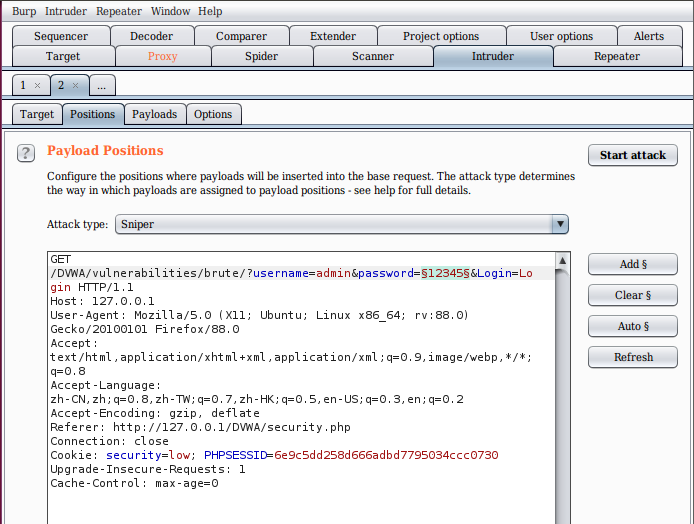 Burp Intruder Repeater Window Help
Sequencer Decoder Comparer Extender Project options User options Alerts
Target Proxy Spider Scanner Intruder Repeater
1 × 2 × ...
Target Positions Payloads Options
? Payload Positions
Start attack
Configure the positions where payloads will be inserted into the base request. The attack type determines
the way in which payloads are assigned to payload positions - see help for full details.
Attack type: Sniper
GET
/DVWA/vulnerabilities/brute/?username=admin&password=§12345§&Login=Lo
gin HTTP/1.1
Host: 127.0.0.1
User-Agent: Mozilla/5.0 (X11; Ubuntu; Linux x86_64; rv:88.0)
Gecko/20100101 Firefox/88.0
Accept:
text/html,application/xhtml+xml,application/xml;q=0.9,image/webp,*/*;
q=0.8
Accept-Language:
zh-CN,zh;q=0.8,zh-TW;q=0.7,zh-HK;q=0.5,en-US;q=0.3,en;q=0.2
Accept-Encoding: gzip, deflate
Referer: http://127.0.0.1/DVWA/security.php
Connection: close
Cookie: security=low; PHPSESSID=6e9c5dd258d666adbd7795034ccc0730
Upgrade-Insecure-Requests: 1
Cache-Control: max-age=0
Add §
Clear §
Auto §
Refresh